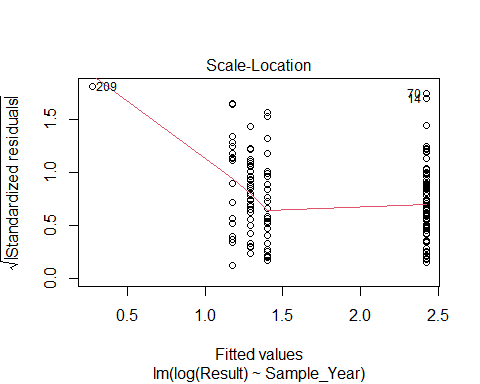 Scale-Location
209
70
14
√|Standardized residuals|
0.0 0.5 1.0 1.5
0.5 1.0 1.5 2.0 2.5
Fitted values
lm(log(Result) ~ Sample_Year)